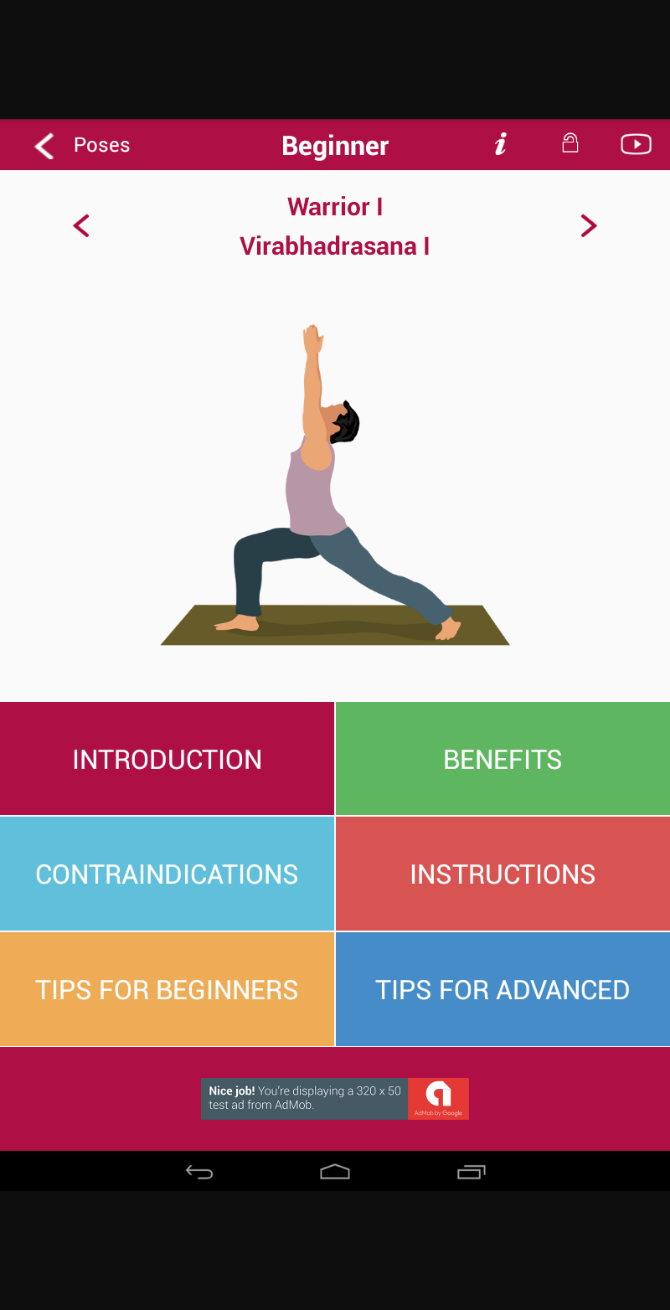 Poses
Beginner
i
Warrior I
Virabhadrasana I
INTRODUCTION
BENEFITS
CONTRAINDICATIONS
INSTRUCTIONS
TIPS FOR BEGINNERS
TIPS FOR ADVANCED
Nice job! You're displaying a 320 x 50
test ad from AdMob.
AdMob by Google